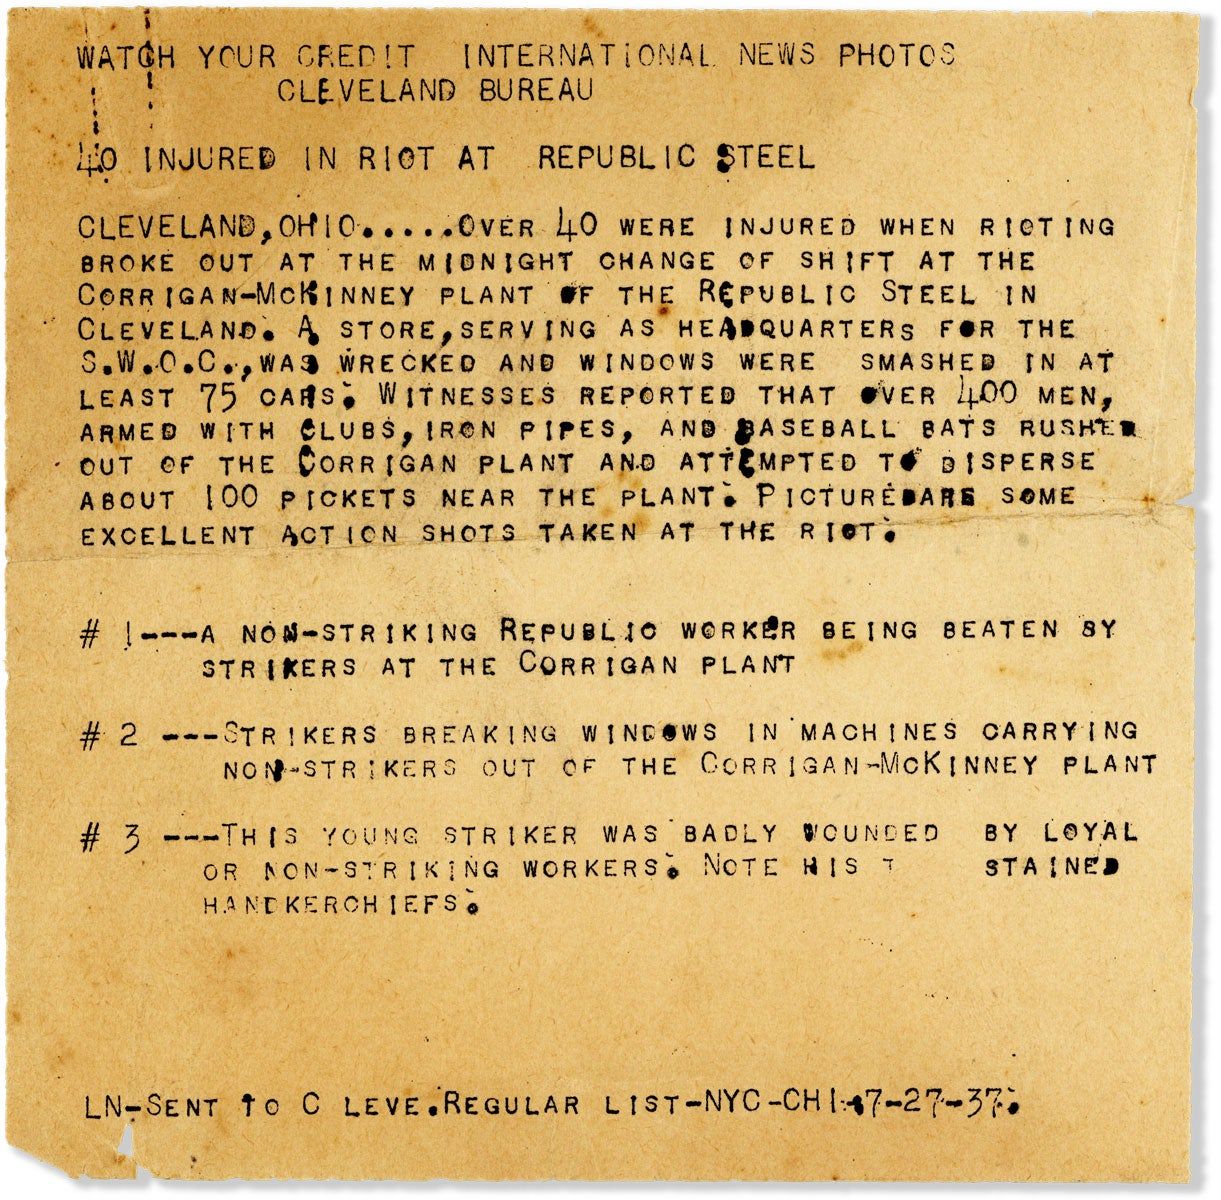 WATCH YOUR CREDIT INTERNATIONAL NEWS PHOTOS
CLEVELAND BUREAU
40 INJURED IN RIOT AT REPUBLIC STEEL
CLEVELAND, OHIO.....OVER 40 WERE INJURED WHEN RIOTING
BROKE OUT AT THE MIDNIGHT CHANGE OF SHIFT AT THE
CORRIGAN-MCKINNEY PLANT OF THE REPUBLIC STEEL IN
CLEVELAND. A STORE, SERVING AS HEADQUARTERS FOR THE
S.W.O.C., WAS WRECKED AND WINDOWS WERE SMASHED IN AT
LEAST 75 CARS. WITNESSES REPORTED THAT OVER 400 MEN,
ARMED WITH CLUBS, IRON PIPES, AND BASEBALL BATS RUSHED
OUT OF THE CORRIGAN PLANT AND ATTEMPTED TO DISPERSE
ABOUT 100 PICKETS NEAR THE PLANT. PICTURED ARE SOME
EXCELLENT ACTION SHOTS TAKEN AT THE RIOT.
# 1---A NON-STRIKING REPUBLIC WORKER BEING BEATEN BY
STRIKERS AT THE CORRIGAN PLANT
# 2 ---STRIKERS BREAKING WINDOWS IN MACHINES CARRYING
NON-STRIKERS OUT OF THE CORRIGAN-MCKINNEY PLANT
# 3 ---THIS YOUNG STRIKER WAS BADLY WOUNDED BY LOYAL
OR NON-STRIKING WORKERS. NOTE HIS T STAINED
HANDKERCHIEFS.
LN-SENT TO C LEVE.REGULAR LIST-NYC-CHI-7-27-37.